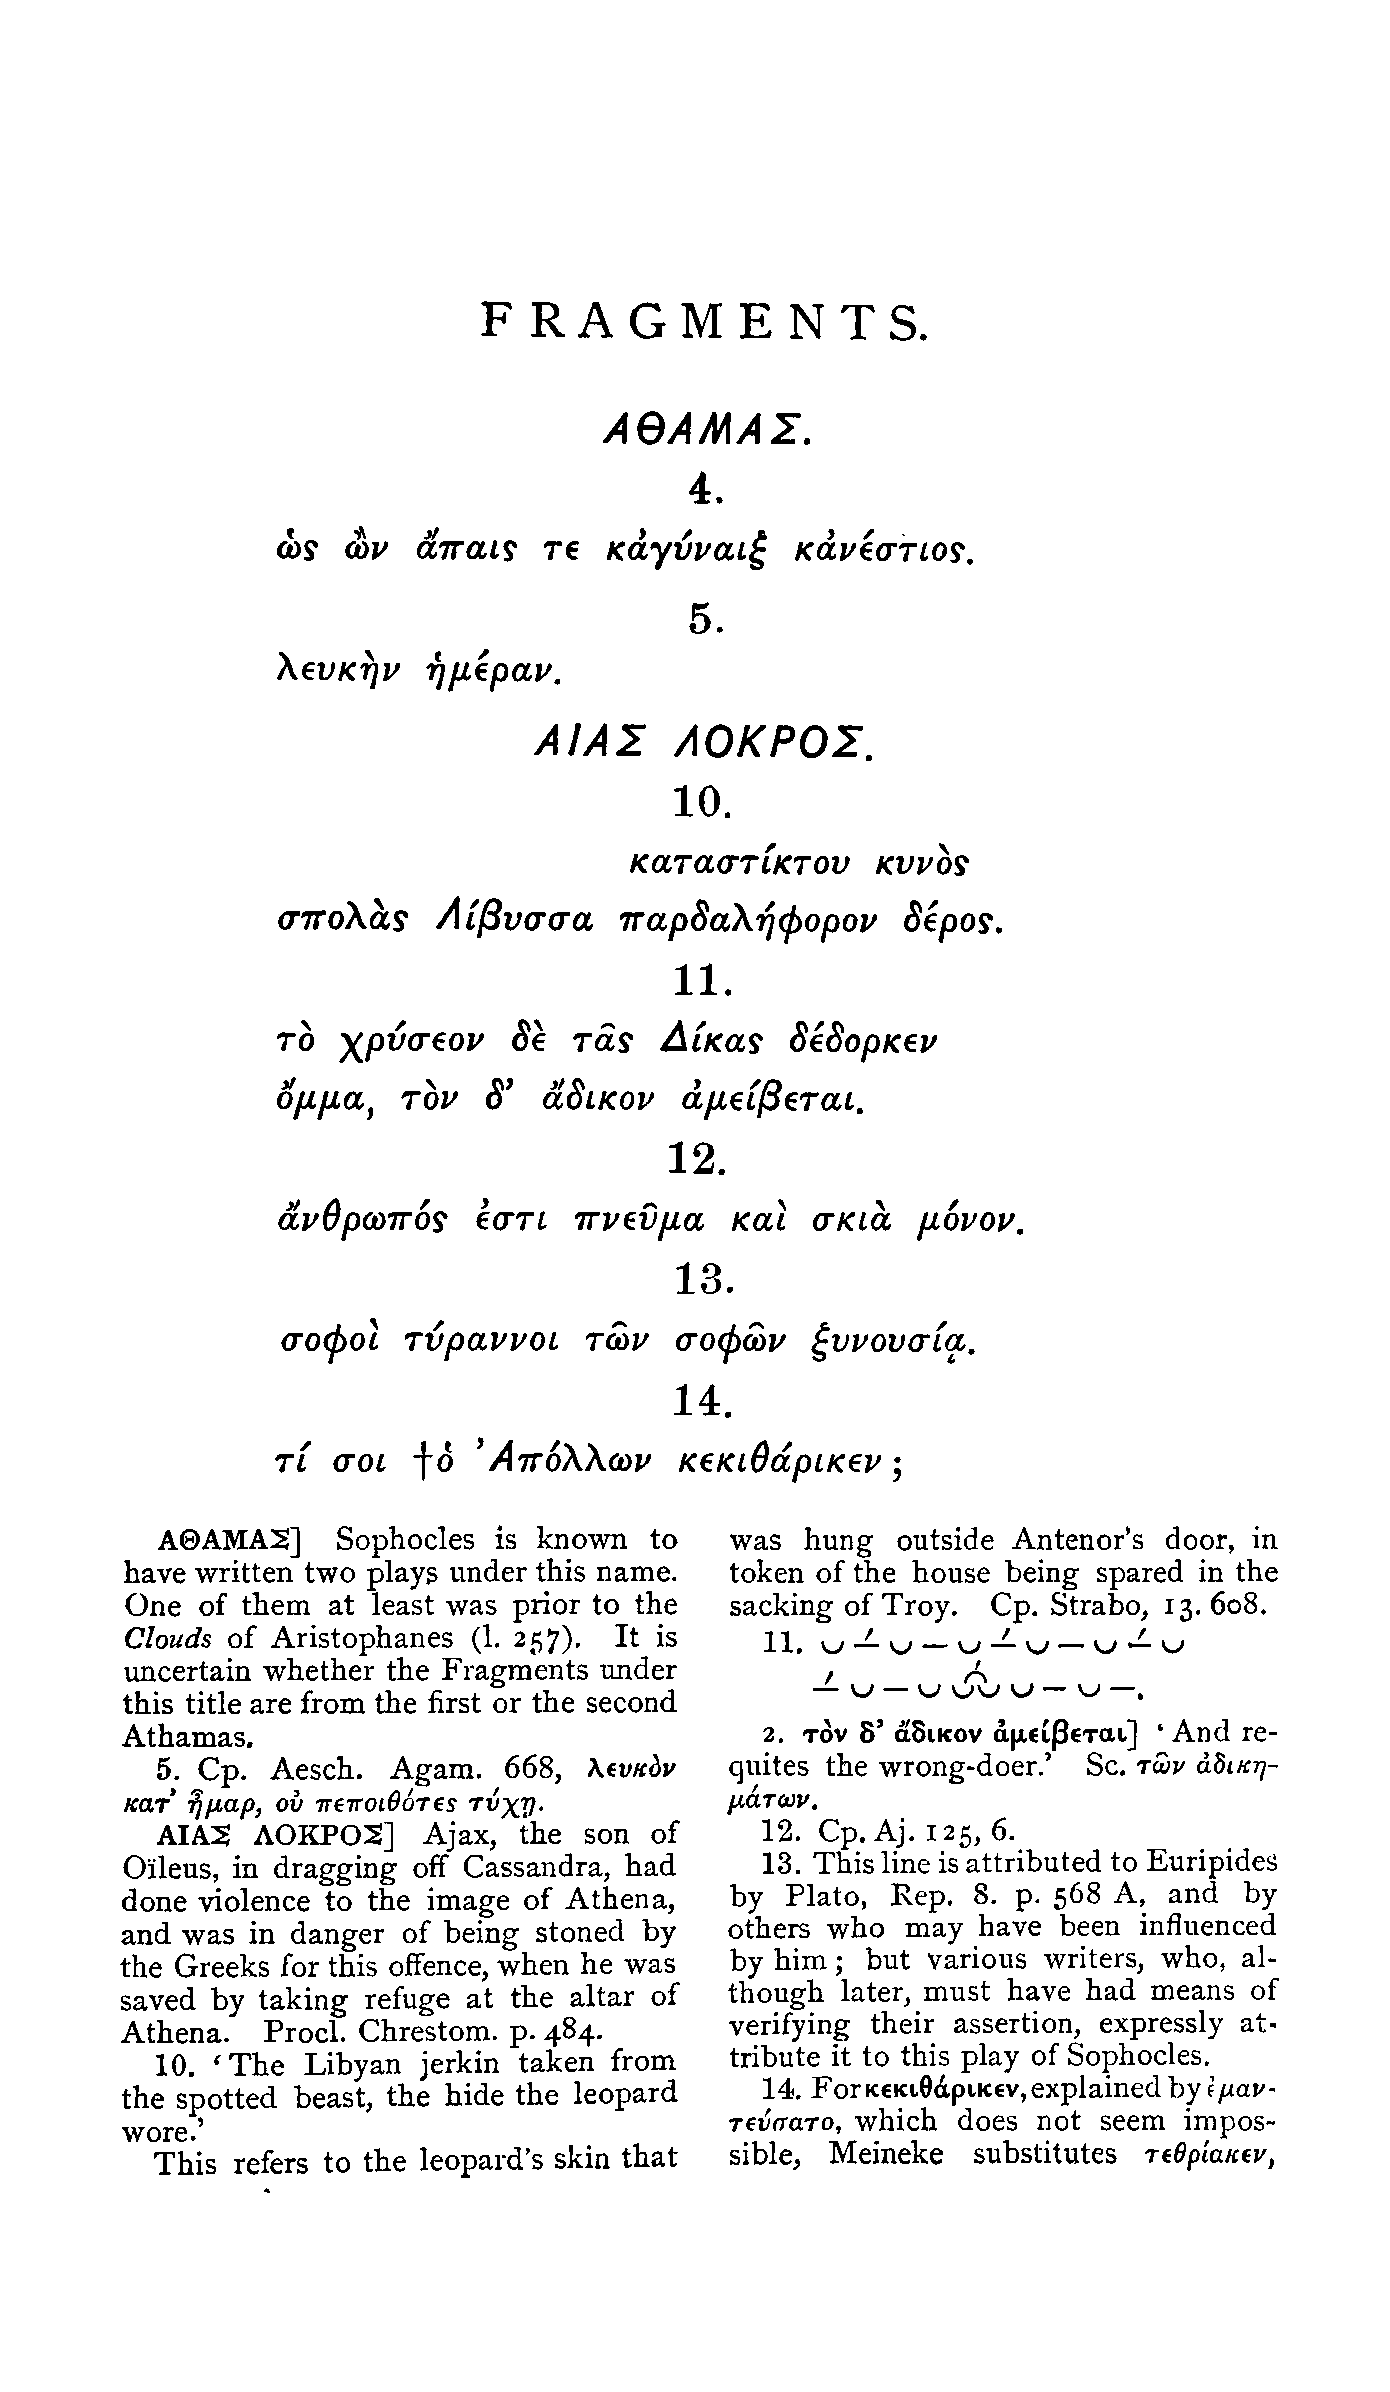 FRAGMENTS.
ΑΘΑΜΑΣ.
4.
ὡς ὢν ἄπαις τε κἀγύναιξ κἀνέστιος.
5.
λευκὴν ἡμέραν.
ΑΙΑΣ ΛΟΚΡΟΣ.
10.
καταστίκτου κυνὸς
σπολὰς Λίβυσσα παρδαλήφορον δέρος.
11.
τὸ χρύσεον δὲ τᾶς Δίκας δέδορκεν
ὄμμα, τὸν δ’ ἄδικον ἀμείβεται.
12.
ἄνθρωπός ἐστι πνεῦμα καὶ σκιὰ μόνον.
13.
σοφοὶ τύραννοι τῶν σοφῶν ξυνουσίᾳ.
14.
τί σοι †ὁ Ἀπόλλων κεκιθάρικεν;
ΑΘΑΜΑΣ] Sophocles is known to
have written two plays under this name.
One of them at least was prior to the
Clouds of Aristophanes (l. 257). It is
uncertain whether the Fragments under
this title are from the first or the second
Athamas.
5. Cp. Aesch. Agam. 668, λευκὸν
κατ’ ἦμαρ, οὐ πεποιθότες τύχῃ.
ΑΙΑΣ ΛΟΚΡΟΣ] Ajax, the son of
Oïleus, in dragging off Cassandra, had
done violence to the image of Athena,
and was in danger of being stoned by
the Greeks for this offence, when he was
saved by taking refuge at the altar of
Athena. Procl. Chrestom. p. 484.
10. ‘The Libyan jerkin taken from
the spotted beast, the hide the leopard
wore.’
This refers to the leopard’s skin that
was hung outside Antenor’s door, in
token of the house being spared in the
sacking of Troy. Cp. Strabo, 13. 608.
11. ∪ –́ ∪ – ∪ –́ ∪ – ∪ –́ ∪
–́ ∪ – ∪ ∪́∪ ∪ – ∪ –.
2. τὸν δ’ ἄδικον ἀμείβεται] ‘And re-
quites the wrong-doer.’ Sc. τῶν ἀδικη-
μάτων.
12. Cp. Aj. 125, 6.
13. This line is attributed to Euripides
by Plato, Rep. 8. p. 568 A, and by
others who may have been influenced
by him; but various writers, who, al-
though later, must have had means of
verifying their assertion, expressly at-
tribute it to this play of Sophocles.
14. For κεκιθάρικεν, explained by ἐμαν-
τεύσατο, which does not seem impos-
sible, Meineke substitutes τεθρίακεν,